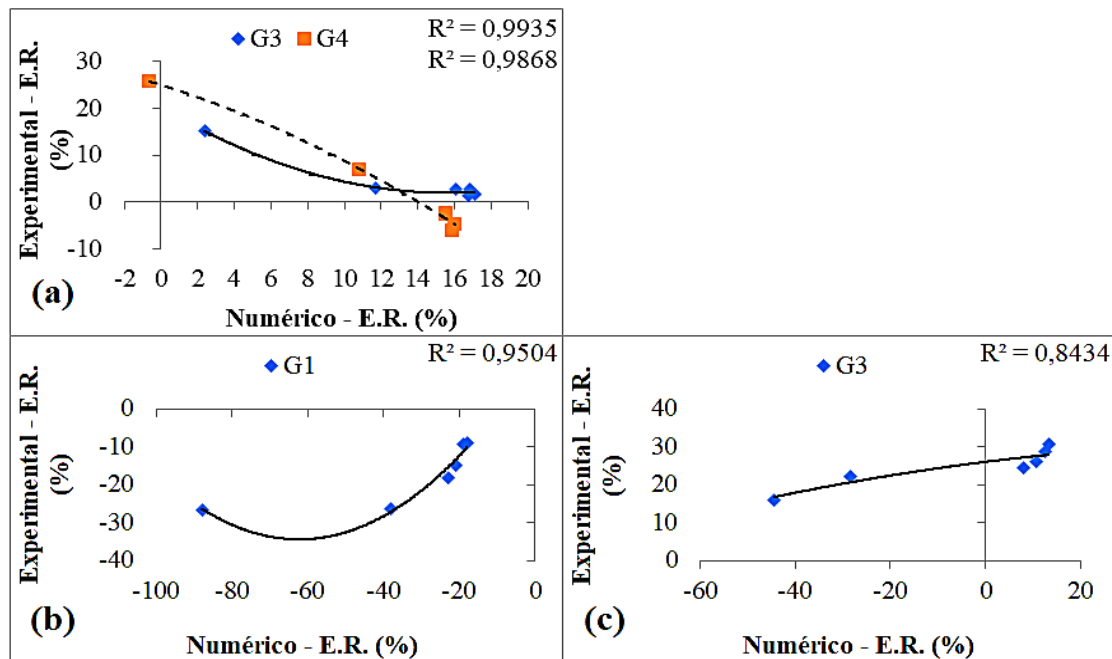 G3 G4
R² = 0,9935
R² = 0,9868
Experimental - E.R.
(%)
30
20
10
0
-10
-2 0 2 4 6 8 10 12 14 16 18 20
(a)
Numérico - E.R. (%)
G1
R² = 0,9504
Experimental - E.R.
(%)
-0
-10
-20
-30
-40
-100 -80 -60 -40 -20 0
(b)
Numérico - E.R. (%)
G3
R² = 0,8434
Experimental - E.R.
(%)
40
30
20
10
0
-60 -40 -20 0 20
(c)
Numérico - E.R. (%)